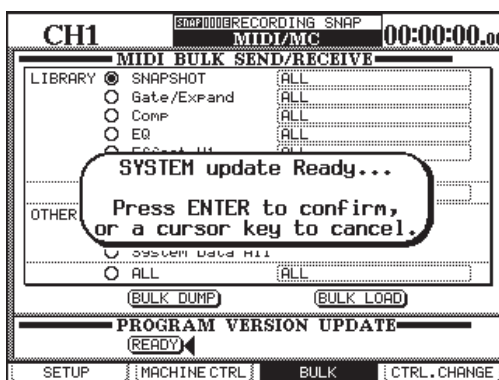 CH1
SNAP000:RECORDING SNAP
MIDI/MC
00:00:00.00
MIDI BULK SEND/RECEIVE
LIBRARY SNAPSHOT ALL
Gate/Expand ALL
Comp ALL
EQ ALL
SYSTEM update Ready...
Press ENTER to confirm,
or a cursor key to cancel.
OTHER
System Data All
ALL ALL
BULK DUMP BULK LOAD
PROGRAM VERSION UPDATE
READY
SETUP MACHINE CTRL BULK CTRL.CHANGE